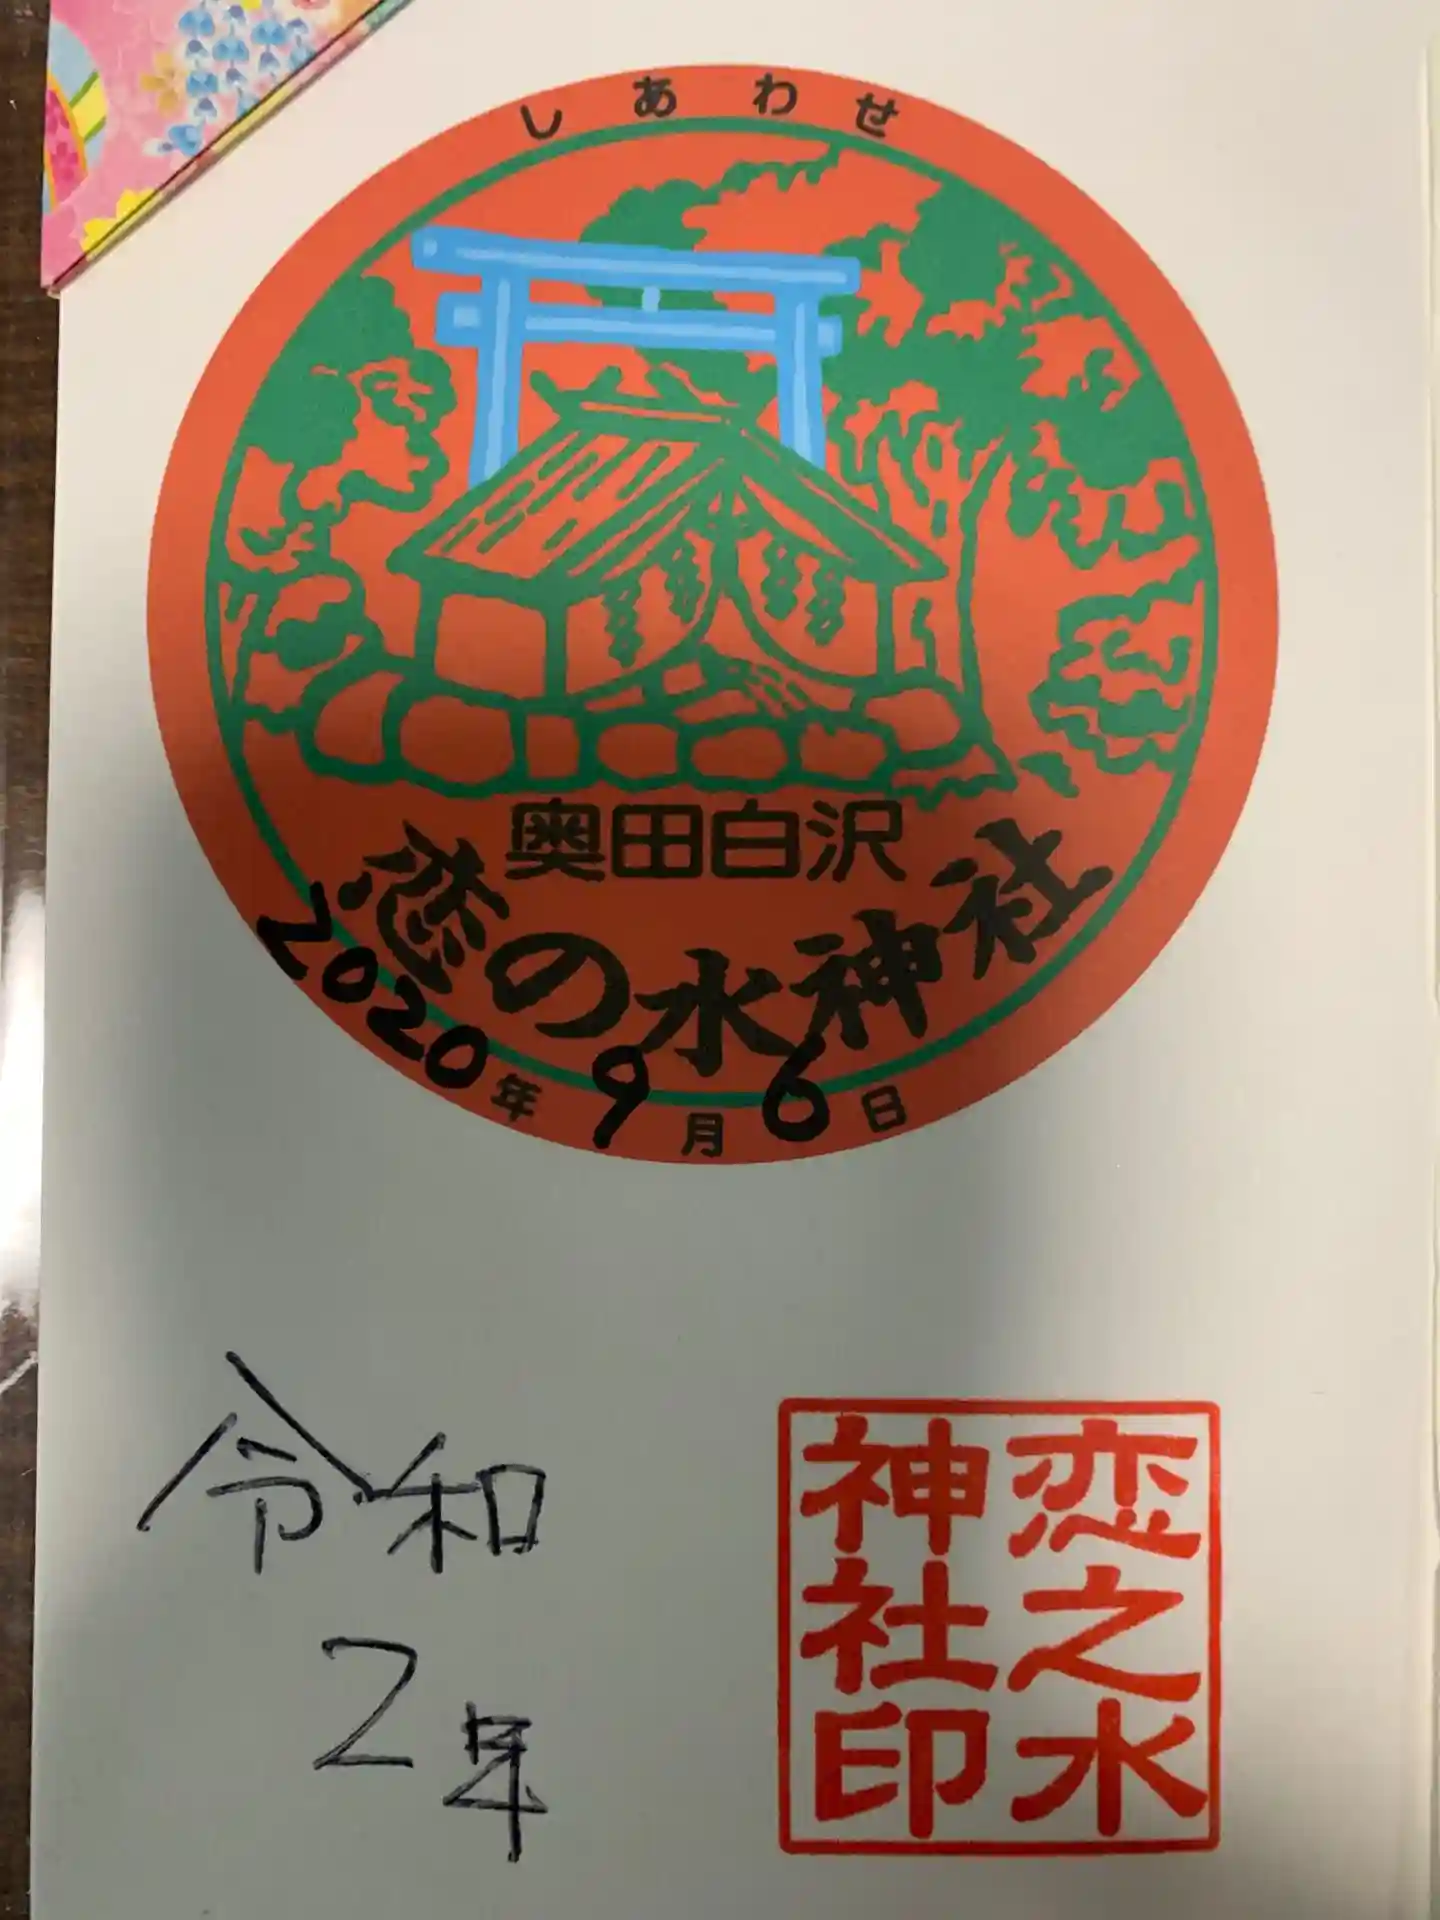 しあわせ
奥田白沢
恋の水神社
2020年9月6日
令和
2年
恋之水
神社印